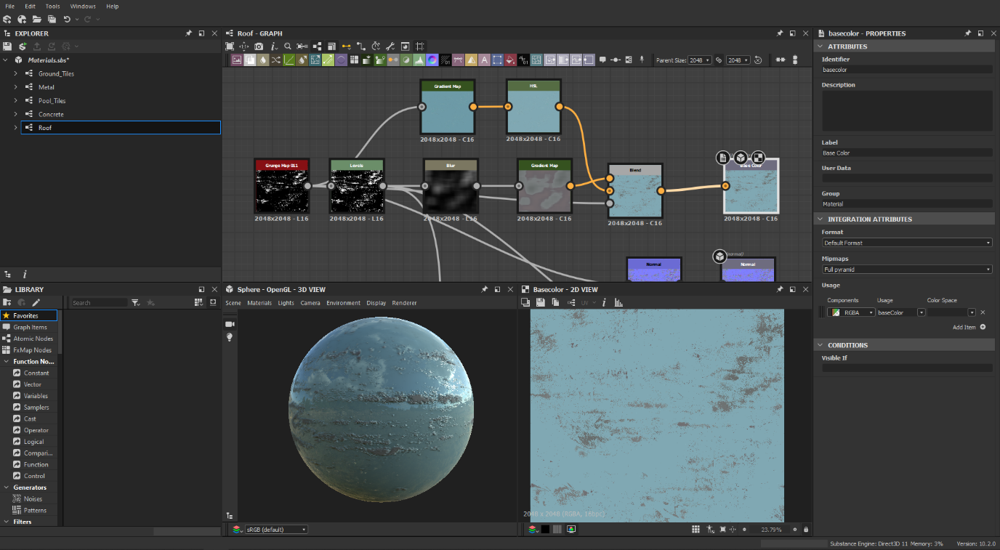 File Edit Tools Windows Help
EXPLORER
Materials.sbs*
Ground_Tiles
Metal
Pool_Tiles
Concrete
Roof
LIBRARY
Search
Favorites
Graph Items
Atomic Nodes
FxMap Nodes
Function No...
Constant
Vector
Variables
Samplers
Cast
Operator
Logical
Compari...
Function
Control
Generators
Noises
Patterns
Filters
Roof - GRAPH
Parent Size: 2048 2048
Gradient Map
2048x2048 - C16
HSL
2048x2048 - C16
Grunge Map 011
2048x2048 - L16
Levels
2048x2048 - L16
Blur
2048x2048 - L16
Gradient Map
2048x2048 - C16
Blend
2048x2048 - C16
Base Color
2048x2048 - C16
Normal
(normal)
Normal
Sphere - OpenGL - 3D VIEW
Scene Materials Lights Camera Environment Display Renderer
sRGB (default)
Basecolor - 2D VIEW
UV
2048 x 2048 (RGBA, 16bpc)
23.79%
basecolor - PROPERTIES
ATTRIBUTES
Identifier
basecolor
Description
Label
Base Color
User Data
Group
Material
INTEGRATION ATTRIBUTES
Format
Default Format
Mipmaps
Full pyramid
Usage
Components Usage Color Space
RGBA baseColor
Add Item
CONDITIONS
Visible If
Substance Engine: Direct3D 11 Memory: 3% Version: 10.2.0